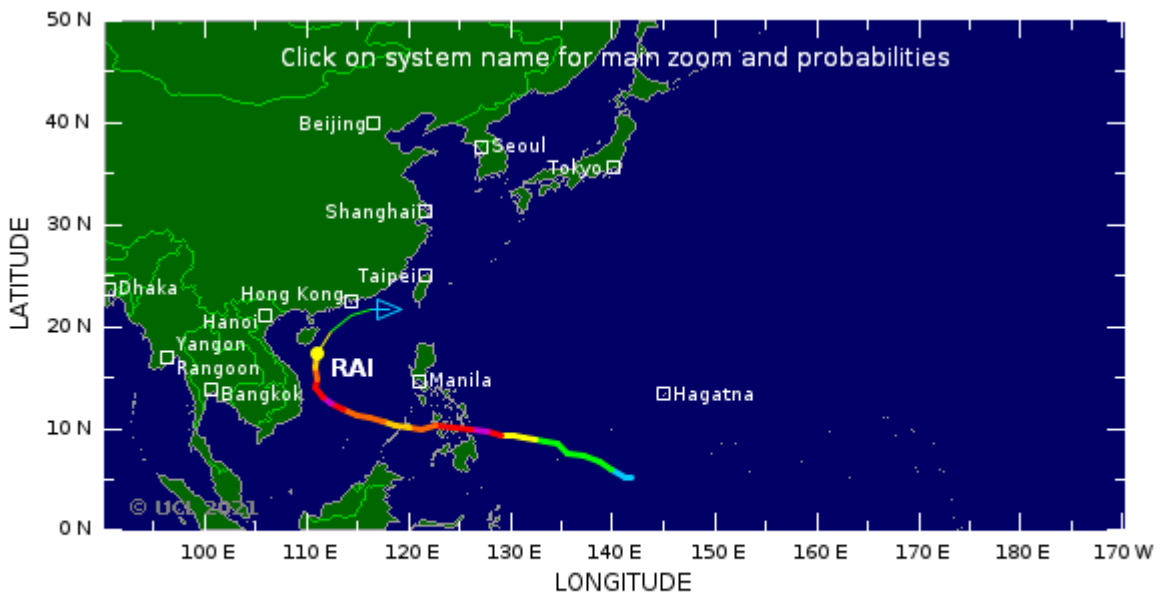 50 N
Click on system name for main zoom and probabilities
40 N
Beijing
Seoul
Tokyo
LATITUDE
30 N
Shanghai
Taipei
Dhaka
Hong Kong
20 N
Hanoi
Yangon
Rangoon
RAI
Bangkok
Manila
Hagatna
10 N
© UCL 2021
0 N
100 E 110 E 120 E 130 E 140 E 150 E 160 E 170 E 180 E 170 W
LONGITUDE